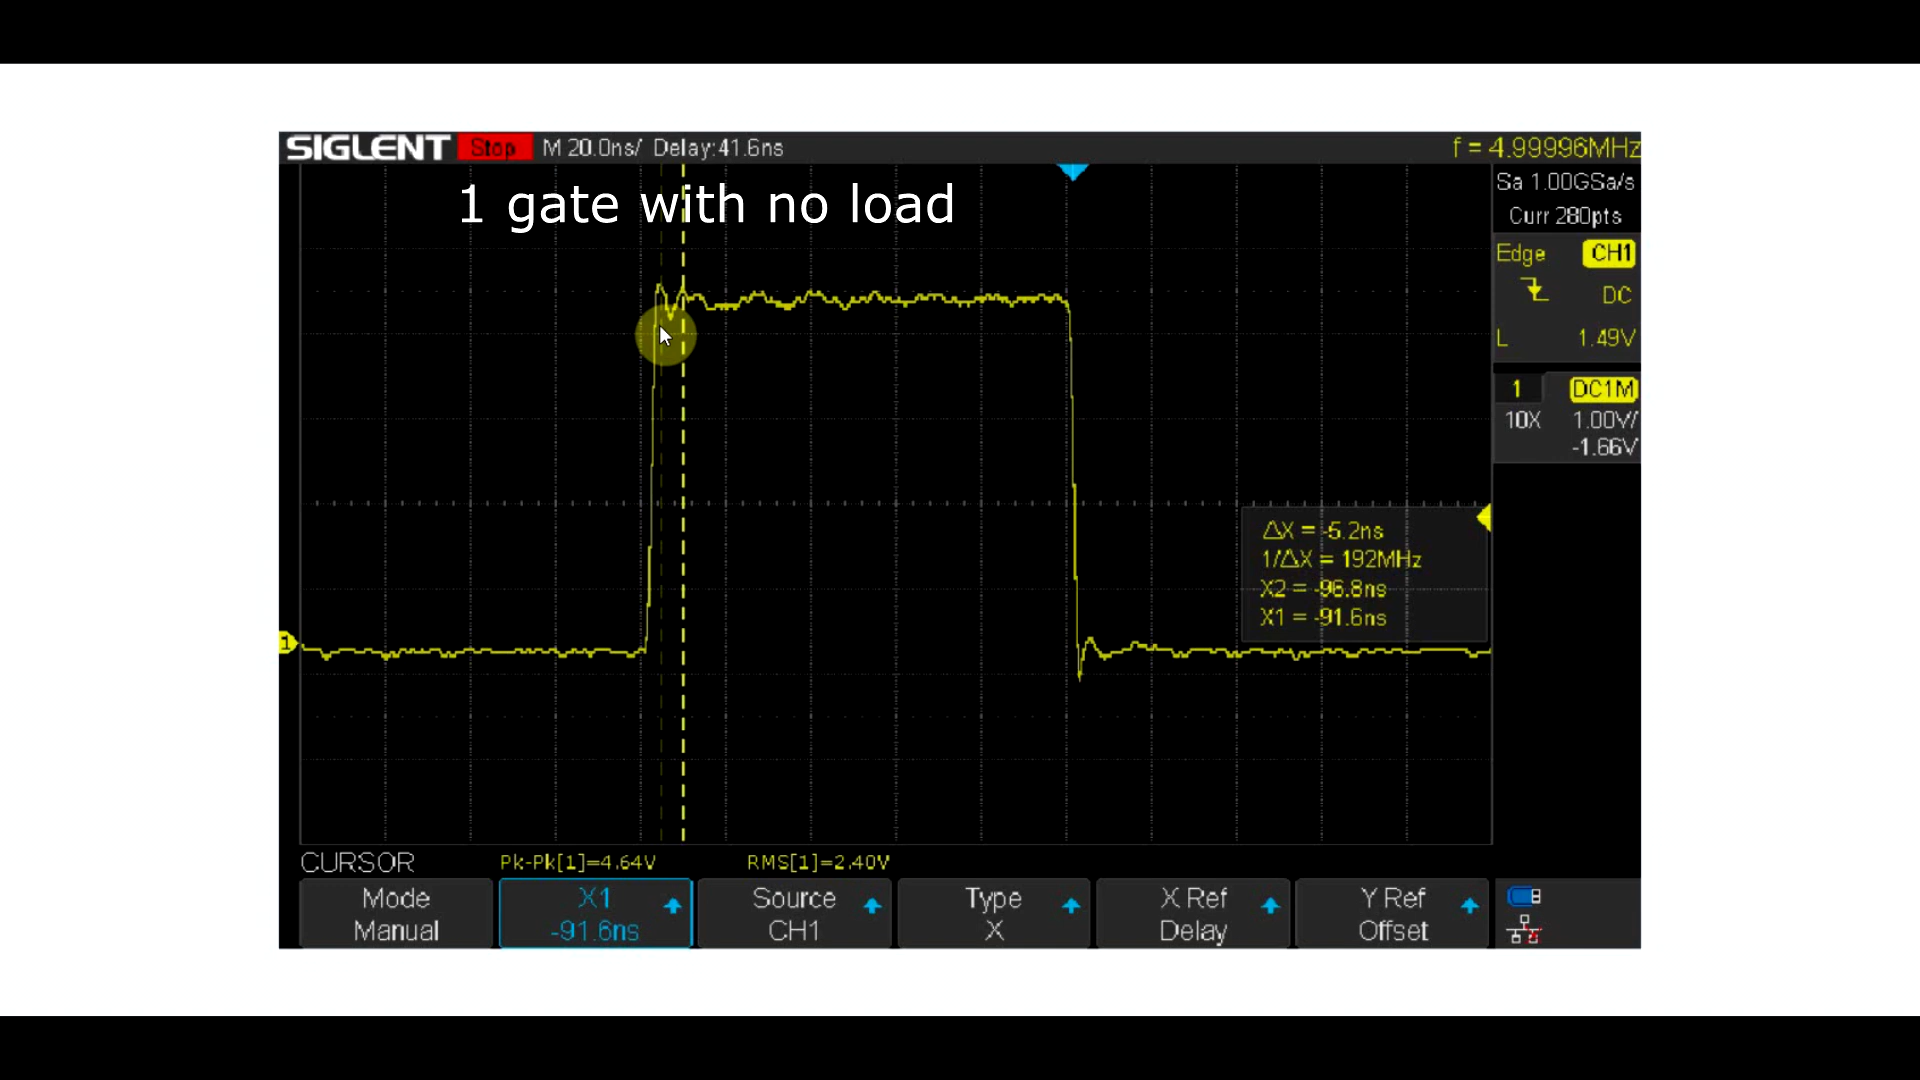 SIGLENT Stop M 20.0ns/ Delay:41.6ns f = 4.99996MHz
1 gate with no load
Sa 1.00GSa/s
Curr 280pts
Edge CH1
DC
L 1.49V
1 DC1M
10X 1.00V/
-1.66V
1
ΔX = -5.2ns
1/ΔX = 192MHz
X2 = -96.8ns
X1 = -91.6ns
CURSOR Pk-Pk[1]=4.64V RMS[1]=2.40V
Mode X1 Source Type X Ref Y Ref
Manual -91.6ns CH1 X Delay Offset